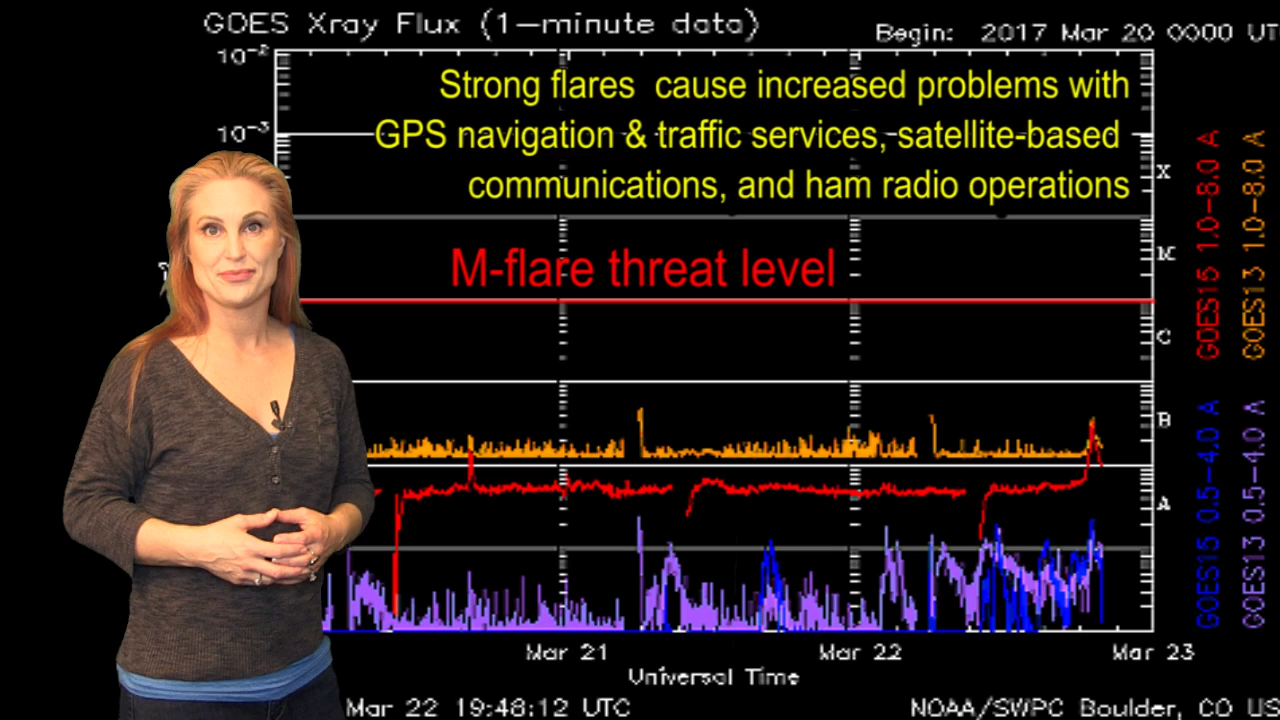 GOES Xray Flux (1-minute data)
Begin: 2017 Mar 20 0000 UT
10⁻²
Strong flares cause increased problems with
10⁻³
GPS navigation & traffic services, satellite-based
communications, and ham radio operations
X
M-flare threat level
M
C
B
A
GOES15 1.0-8.0 A
GOES13 1.0-8.0 A
GOES15 0.5-4.0 A
GOES13 0.5-4.0 A
Mar 21
Mar 22
Mar 23
Universal Time
Mar 22 19:48:12 UTC
NOAA/SWPC Boulder, CO US